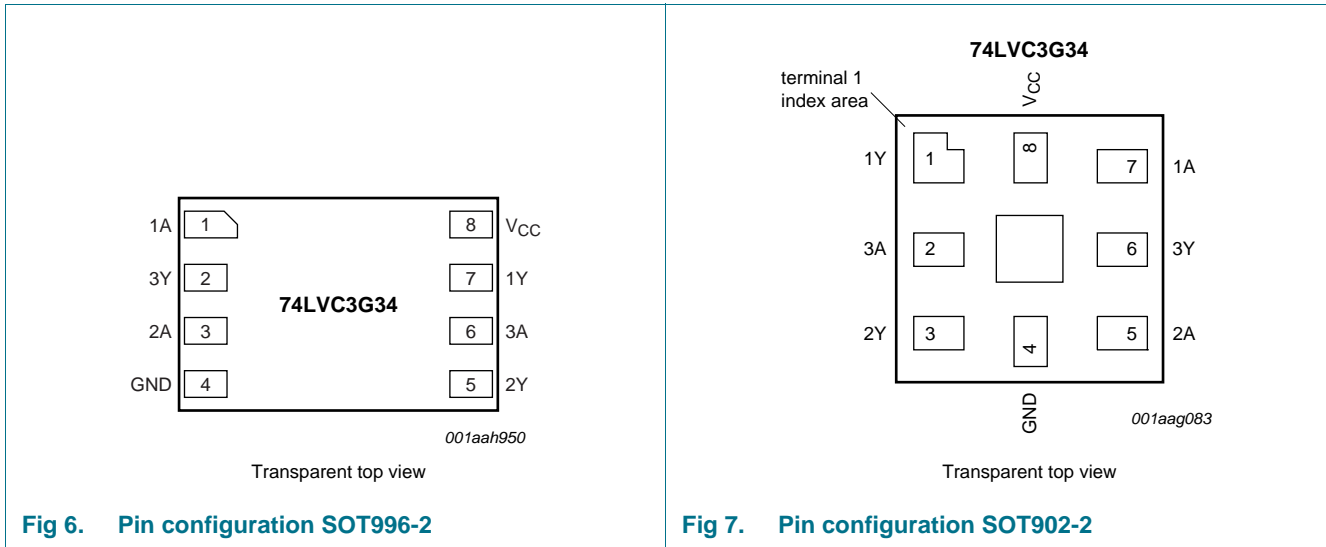 1A 1 8 VCC
3Y 2 7 1Y
74LVC3G34
2A 3 6 3A
GND 4 5 2Y
001aah950
Transparent top view
Fig 6. Pin configuration SOT996-2
74LVC3G34
terminal 1
index area
VCC
1Y 1 8 7 1A
3A 2 6 3Y
2Y 3 4 5 2A
GND
001aag083
Transparent top view
Fig 7. Pin configuration SOT902-2